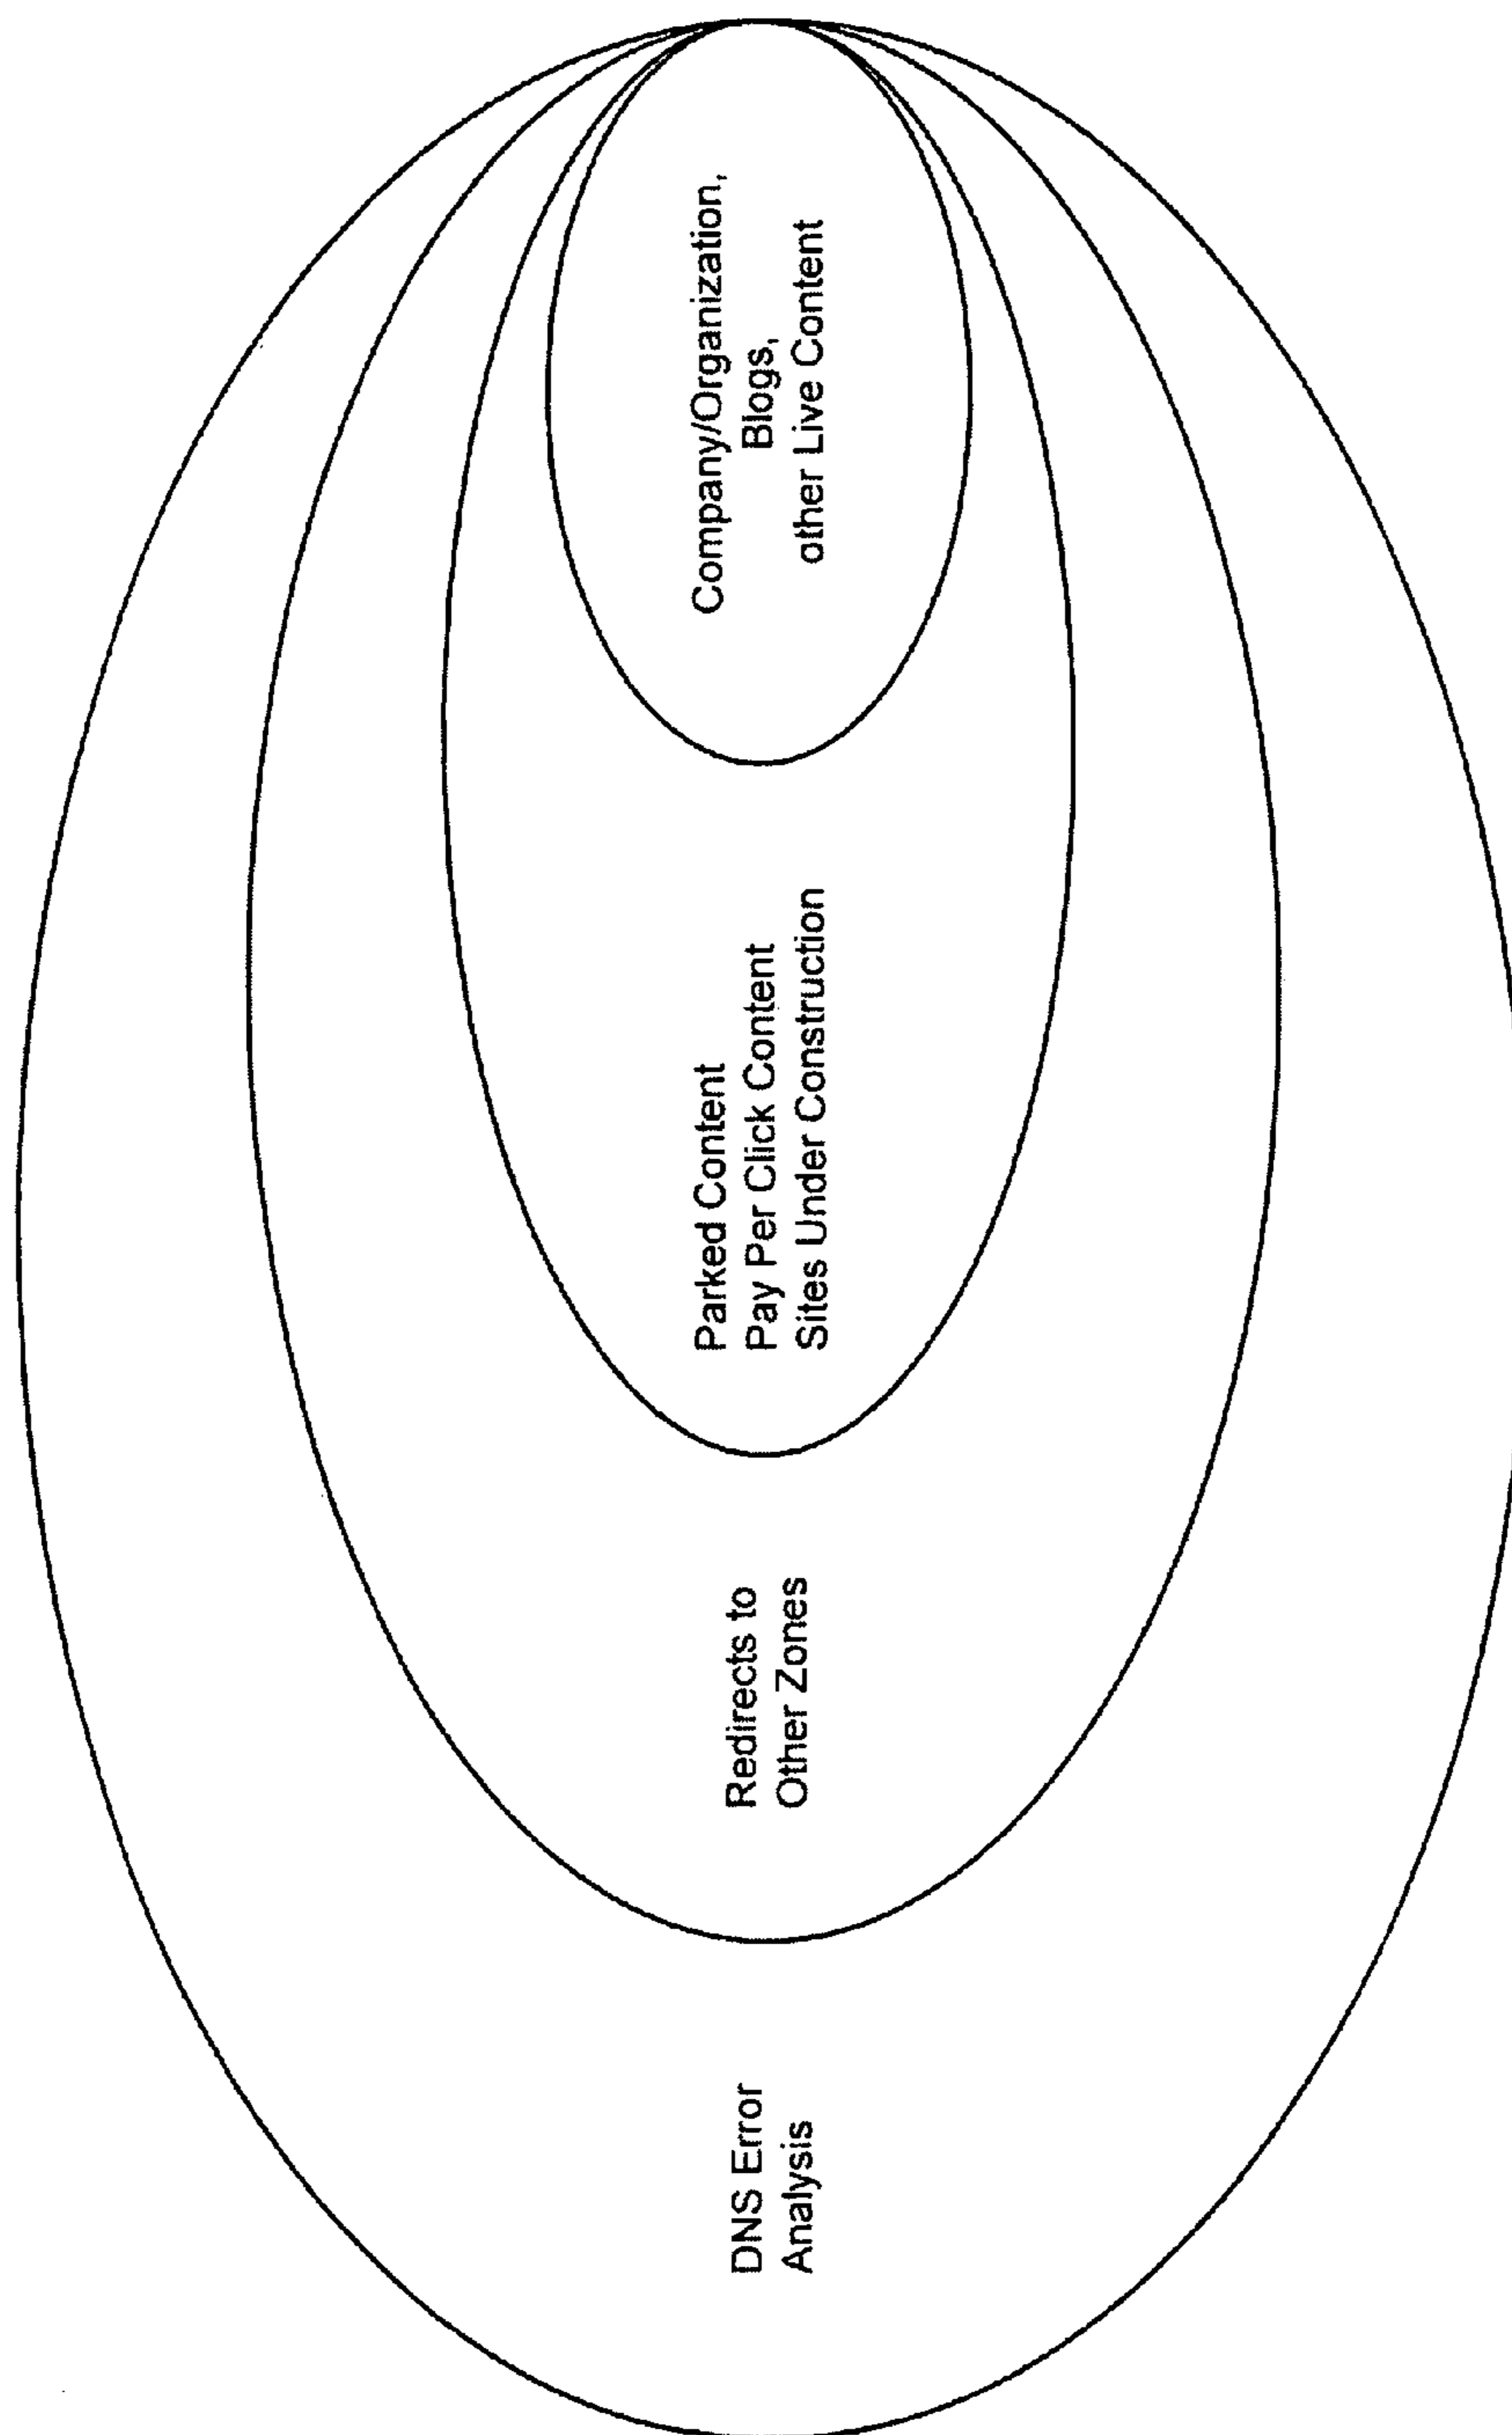 DNS Error
Analysis
Redirects to
Other Zones
Parked Content
Pay Per Click Content
Sites Under Construction
Company/Organization,
Blogs,
other Live Content